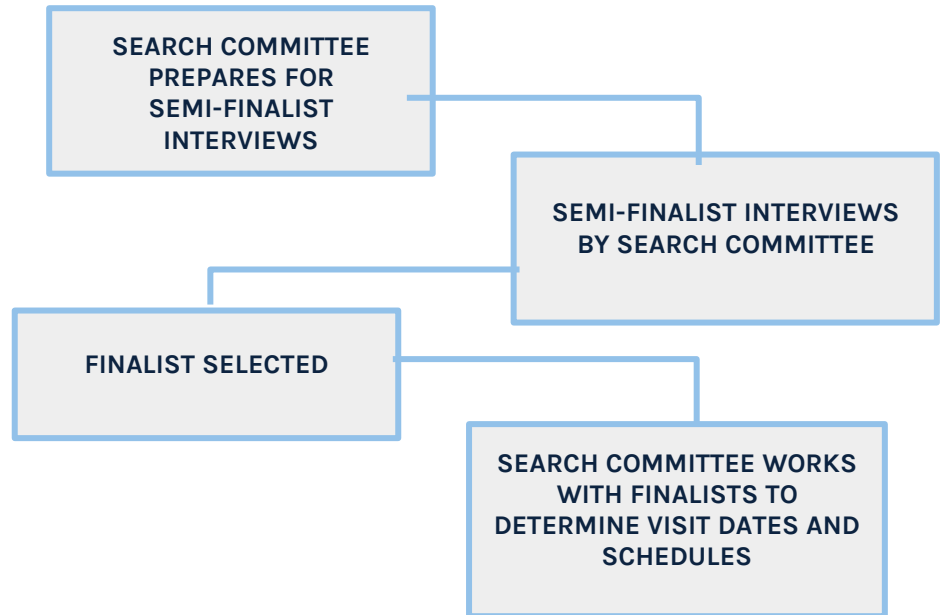 SEARCH COMMITTEE
PREPARES FOR
SEMI-FINALIST
INTERVIEWS
SEMI-FINALIST INTERVIEWS
BY SEARCH COMMITTEE
FINALIST SELECTED
SEARCH COMMITTEE WORKS
WITH FINALISTS TO
DETERMINE VISIT DATES AND
SCHEDULES